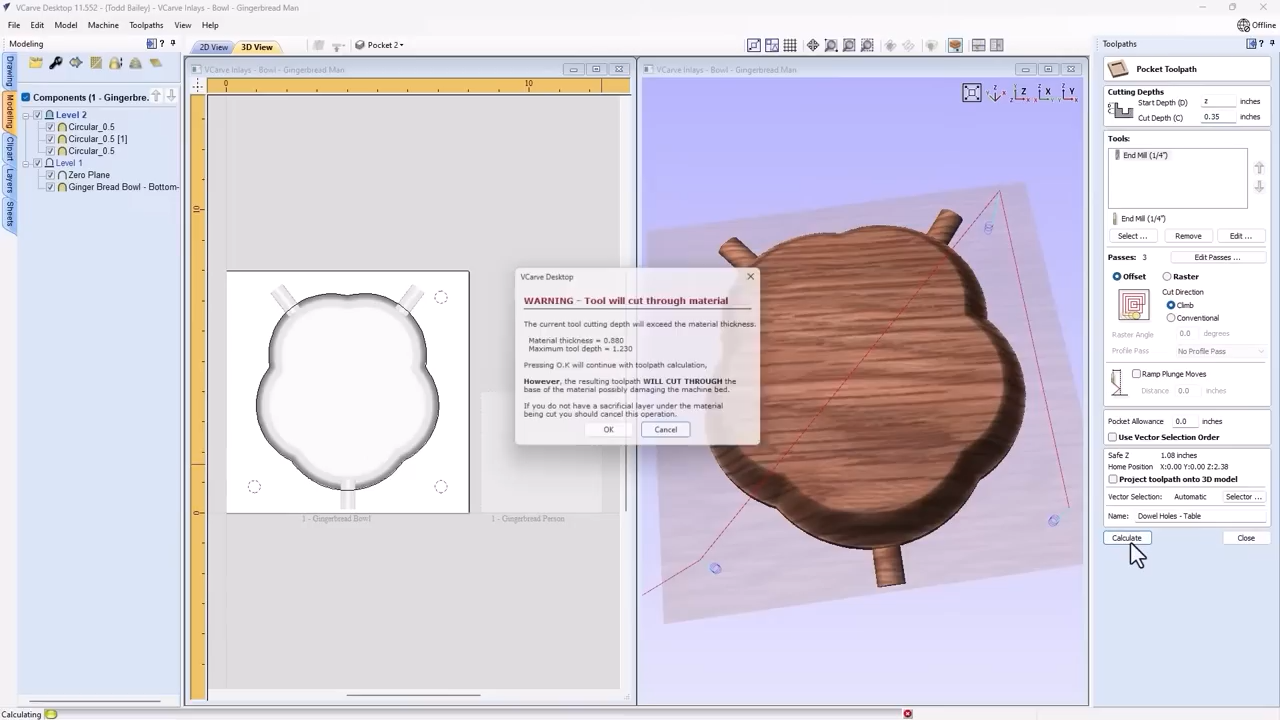 VCarve Desktop 11.552 - {Todd Bailey} - VCarve Inlays - Bowl - Gingerbread Man
File Edit Model Machine Toolpaths View Help
Offline
Modeling
2D View 3D View Pocket 2
Toolpaths
Drawing
Modeling
Clipart
Layers
Sheets
Components (1 - Gingerbre...
Level 2
Circular_0.5
Circular_0.5 [1]
Circular_0.5
Level 1
Zero Plane
Ginger Bread Bowl - Bottom-
VCarve Inlays - Bowl - Gingerbread Man
0 10
10
0
1 - Gingerbread Bowl
1 - Gingerbread Person
VCarve Inlays - Bowl - Gingerbread Man
Z X Y
VCarve Desktop
WARNING - Tool will cut through material
The current tool cutting depth will exceed the material thickness.
Material thickness = 0.880
Maximum tool depth = 1.230
Pressing O.K will continue with toolpath calculation,
However, the resulting toolpath WILL CUT THROUGH the
base of the material possibly damaging the machine bed.
If you do not have a sacrificial layer under the material
being cut you should cancel this operation.
OK Cancel
Pocket Toolpath
Cutting Depths
Start Depth (D) z inches
Cut Depth (C) 0.35 inches
Tools:
End Mill (1/4")
End Mill (1/4")
Select ... Remove Edit ...
Passes: 3 Edit Passes ...
Offset Raster
Cut Direction
Climb
Conventional
Raster Angle 0.0 degrees
Profile Pass No Profile Pass
Ramp Plunge Moves
Distance 0.0 inches
Pocket Allowance 0.0 inches
Use Vector Selection Order
Safe Z 1.08 inches
Home Position X:0.00 Y:0.00 Z:2.38
Project toolpath onto 3D model
Vector Selection: Automatic Selector ...
Name: Dowel Holes - Table
Calculate Close
Calculating